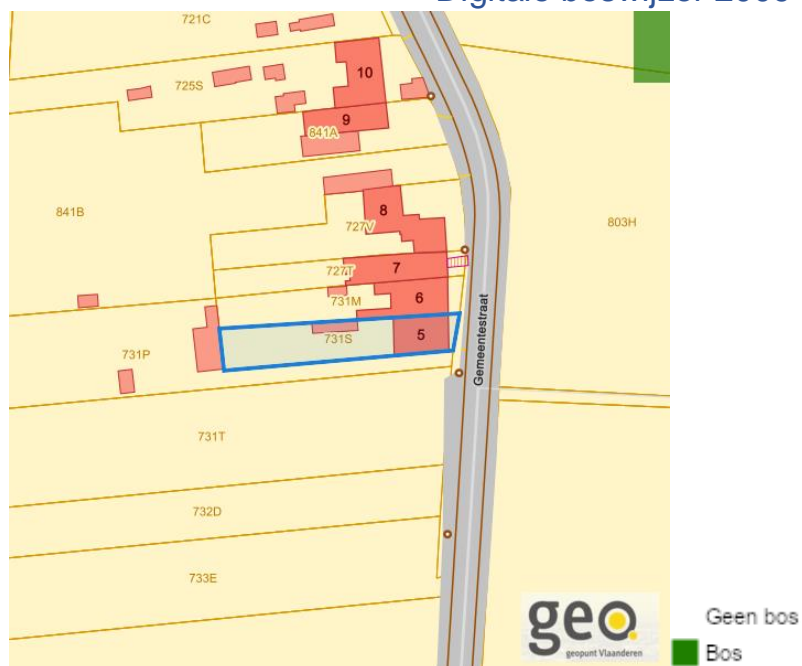 721C
10
725S
9
841A
841B
8
727V
803H
7
727T
6
731M
5
731S
731P
Gemeentestraat
731T
732D
733E
geo.
geopunt Vlaanderen
Geen bos
Bos